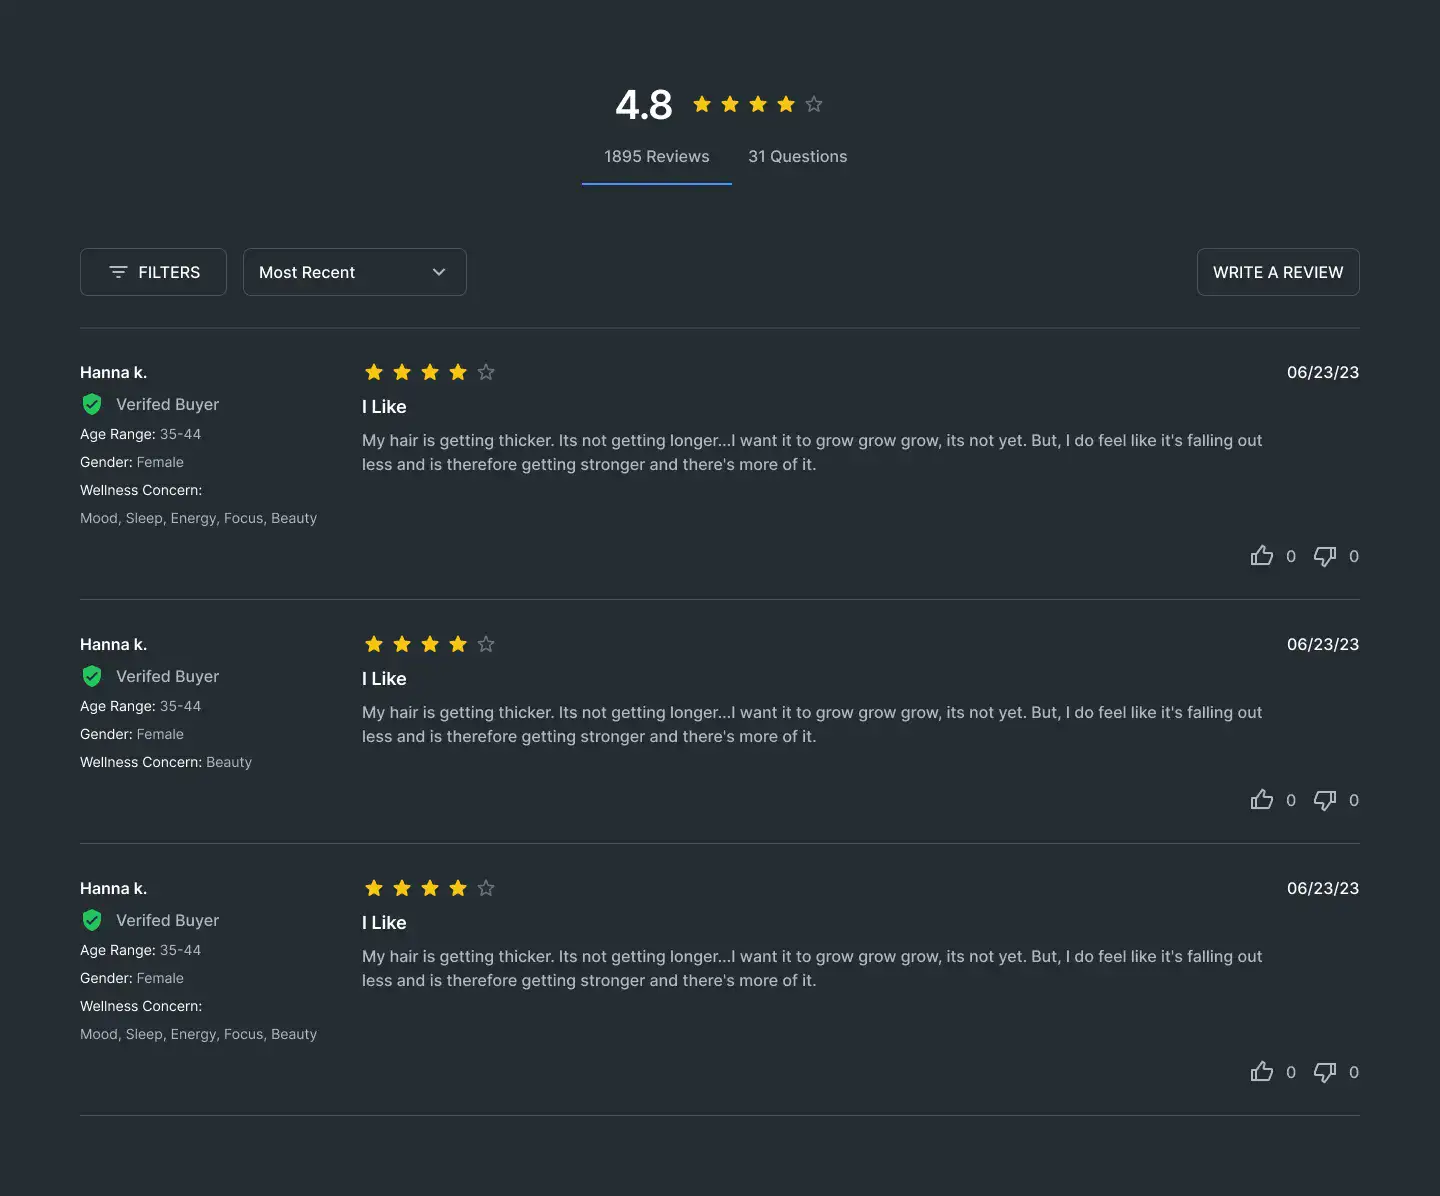 4.8
1895 Reviews 31 Questions
FILTERS Most Recent WRITE A REVIEW
Hanna k. 06/23/23
Verifed Buyer
I Like
Age Range: 35-44
My hair is getting thicker. Its not getting longer...I want it to grow grow grow, its not yet. But, I do feel like it's falling out
less and is therefore getting stronger and there's more of it.
Gender: Female
Wellness Concern:
Mood, Sleep, Energy, Focus, Beauty
0 0
Hanna k. 06/23/23
Verifed Buyer
I Like
Age Range: 35-44
My hair is getting thicker. Its not getting longer...I want it to grow grow grow, its not yet. But, I do feel like it's falling out
less and is therefore getting stronger and there's more of it.
Gender: Female
Wellness Concern: Beauty
0 0
Hanna k. 06/23/23
Verifed Buyer
I Like
Age Range: 35-44
My hair is getting thicker. Its not getting longer...I want it to grow grow grow, its not yet. But, I do feel like it's falling out
less and is therefore getting stronger and there's more of it.
Gender: Female
Wellness Concern:
Mood, Sleep, Energy, Focus, Beauty
0 0